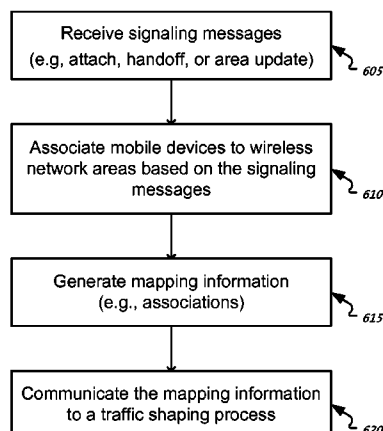 Receive signaling messages
(e.g, attach, handoff, or area update)
605
Associate mobile devices to wireless
network areas based on the signaling
messages
610
Generate mapping information
(e.g., associations)
615
Communicate the mapping information
to a traffic shaping process
620